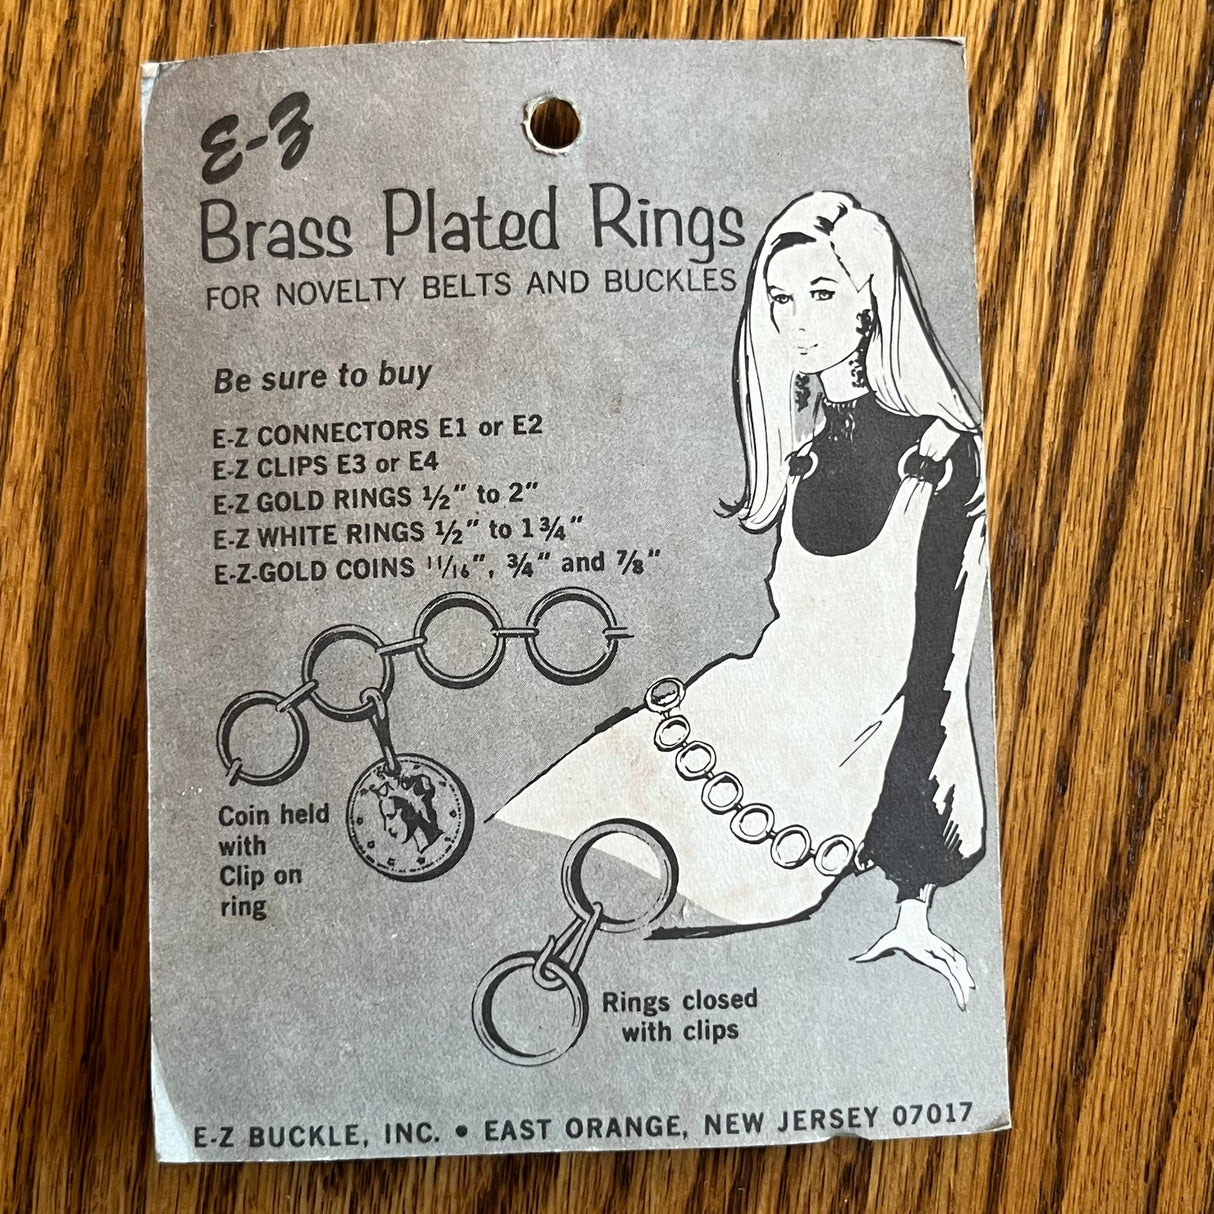 E-Z
Brass Plated Rings
FOR NOVELTY BELTS AND BUCKLES
Be sure to buy
E-Z CONNECTORS E1 or E2
E-Z CLIPS E3 or E4
E-Z GOLD RINGS 1/2" to 2"
E-Z WHITE RINGS 1/2" to 1 3/4"
E-Z-GOLD COINS 11/16", 3/4" and 7/8"
Coin held
with
Clip on
ring
Rings closed
with clips
E-Z BUCKLE, INC. • EAST ORANGE, NEW JERSEY 07017